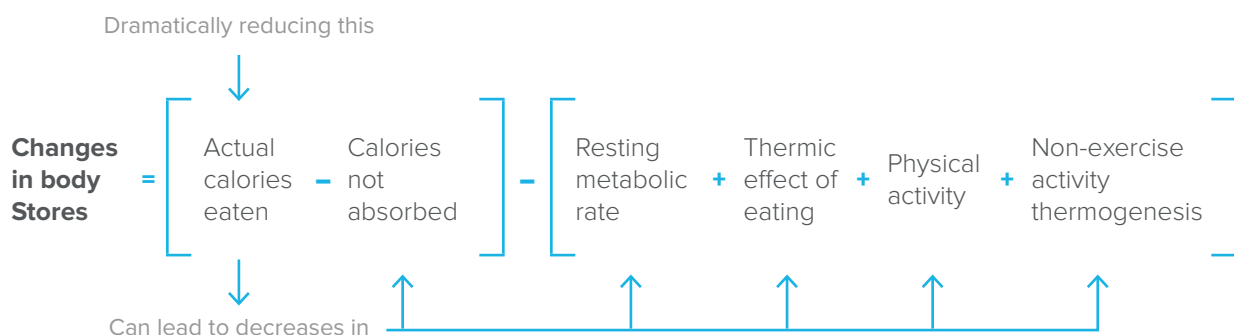 Dramatically reducing this
Changes
in body
Stores
=
Actual
calories
eaten
–
Calories
not
absorbed
–
Resting
metabolic
rate
+
Thermic
effect of
eating
+
Physical
activity
+
Non-exercise
activity
thermogenesis
Can lead to decreases in